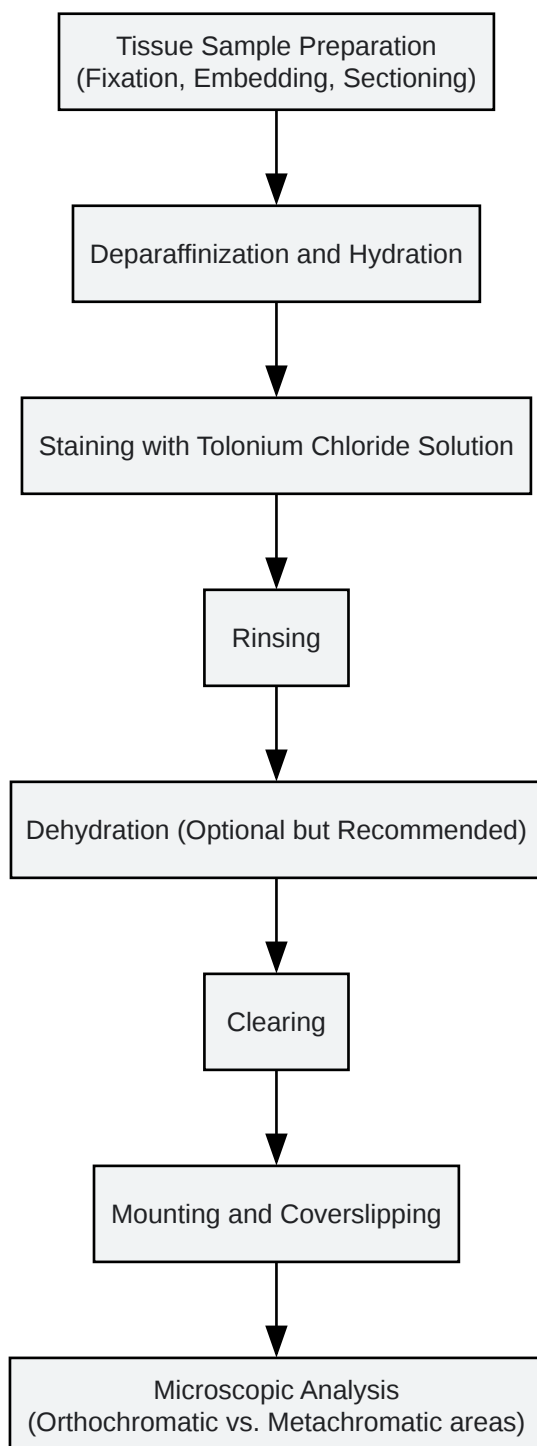 Tissue Sample Preparation
(Fixation, Embedding, Sectioning)
Deparaffinization and Hydration
Staining with Tolonium Chloride Solution
Rinsing
Dehydration (Optional but Recommended)
Clearing
Mounting and Coverslipping
Microscopic Analysis
(Orthochromatic vs. Metachromatic areas)